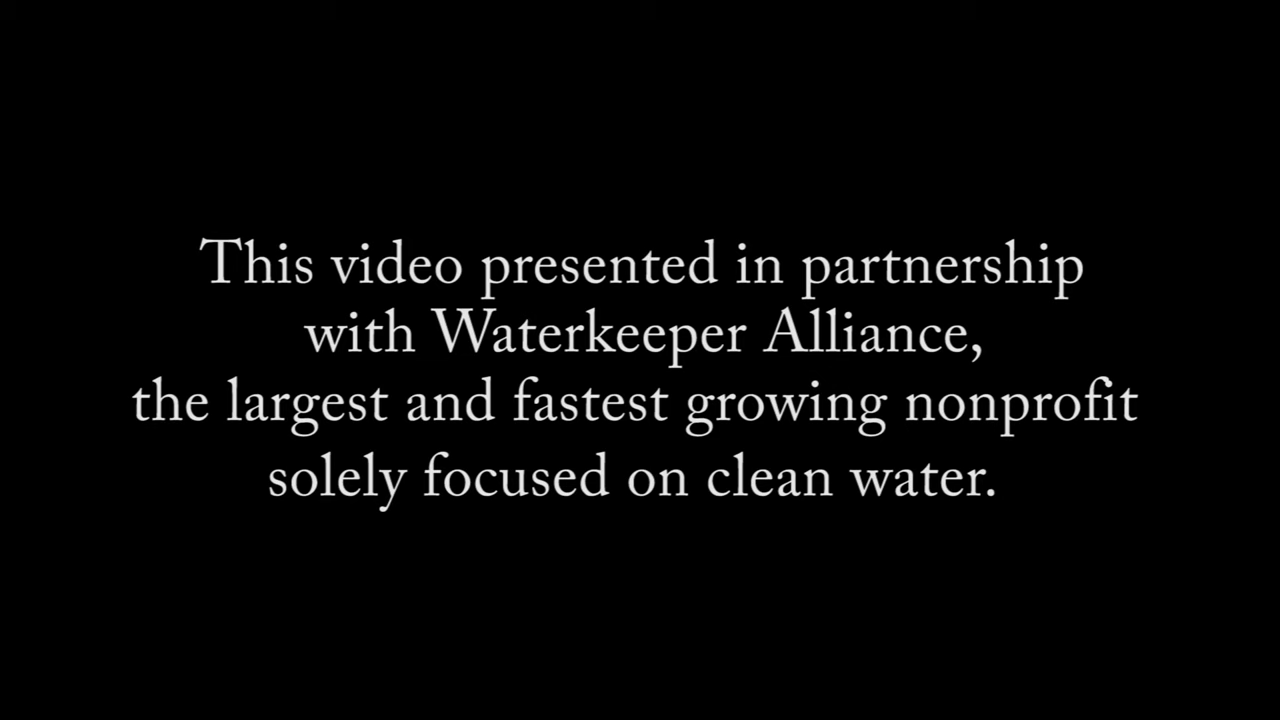 This video presented in partnership
with Waterkeeper Alliance,
the largest and fastest growing nonprofit
solely focused on clean water.